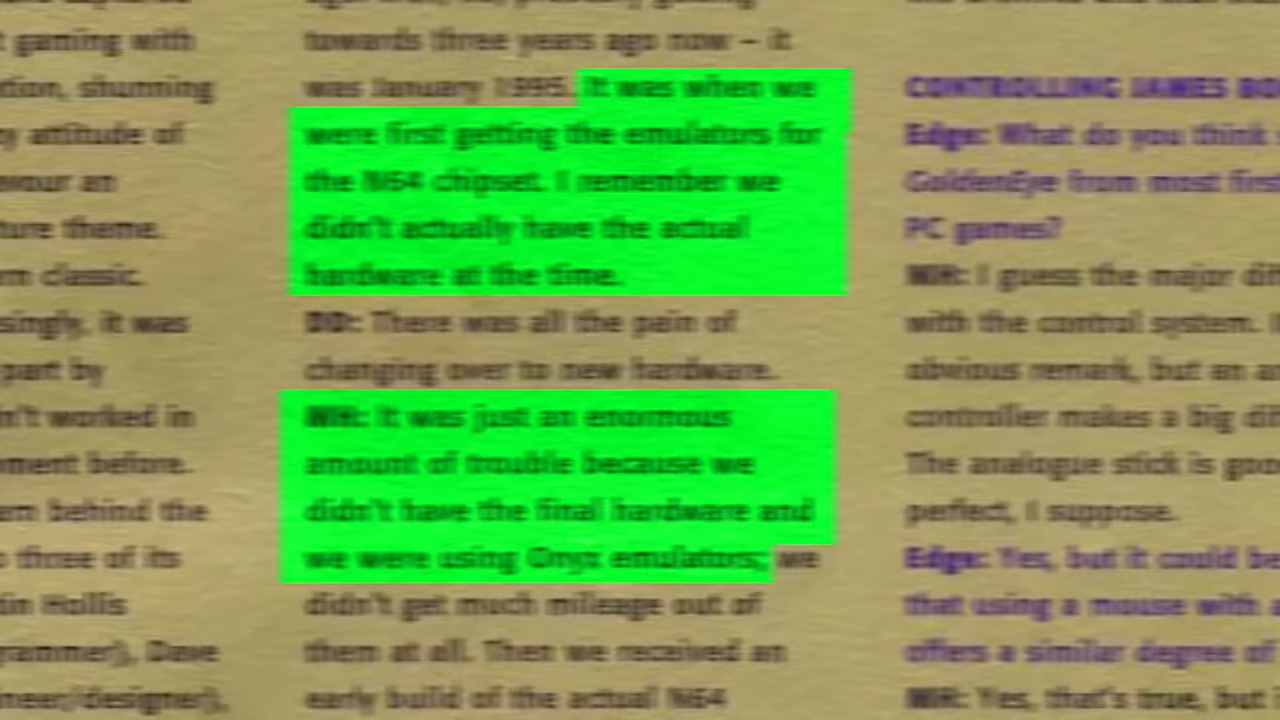 t gaming with
tion, shunning
y attitude of
avour an
ture theme.
rn classic.
singly, it was
part by
n't worked in
ment before.
am behind the
o three of its
tin Hollis
grammer), Dave
neer/designer),
towards three years ago now – it
was January 1995. It was when we
were first getting the emulators for
the N64 chipset. I remember we
didn't actually have the actual
hardware at the time.
DD: There was all the pain of
changing over to new hardware.
MH: It was just an enormous
amount of trouble because we
didn't have the final hardware and
we were using Onyx emulators; we
didn't get much mileage out of
them at all. Then we received an
early build of the actual N64
CONTROLLING JAMES BO
Edge: What do you think
GoldenEye from most first
PC games?
MH: I guess the major dif
with the control system. I
obvious remark, but an a
controller makes a big dif
The analogue stick is goo
perfect, I suppose.
Edge: Yes, but it could be
that using a mouse with a
offers a similar degree of
MH: Yes, that's true, but i